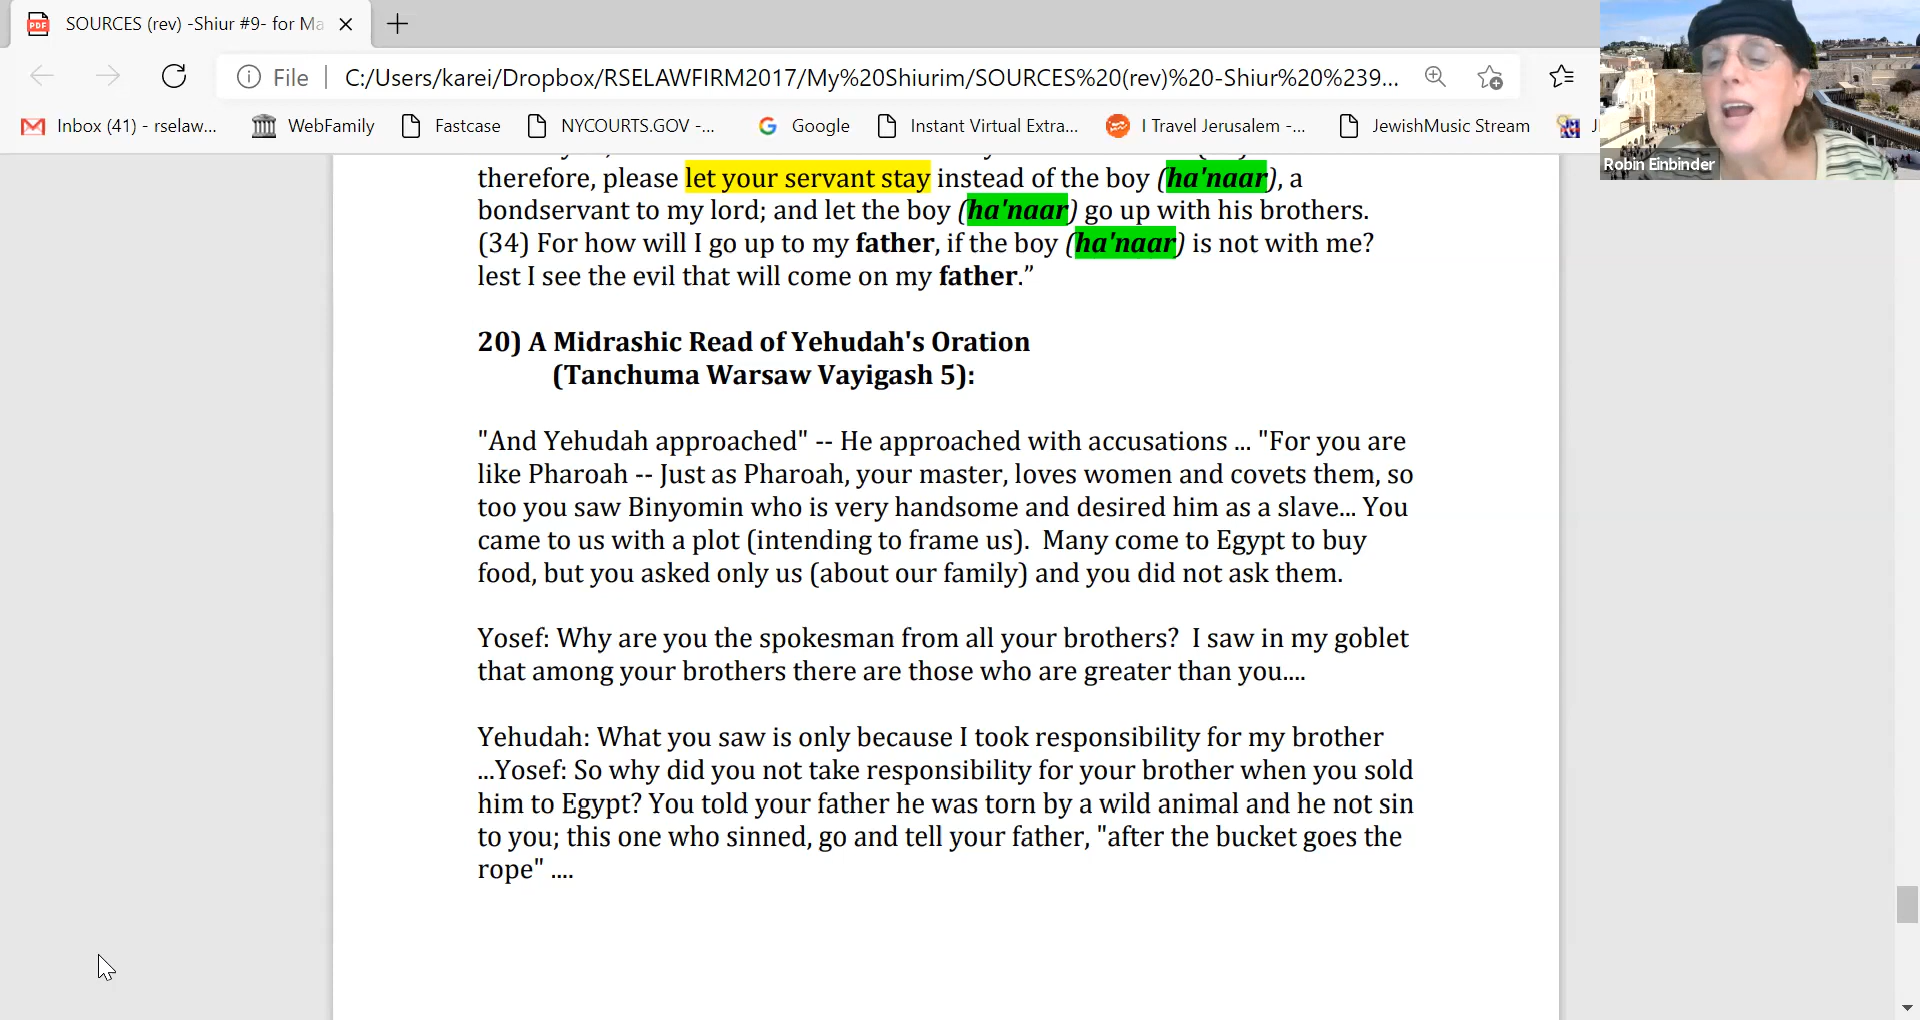 SOURCES (rev) -Shiur #9- for Ma
File
C:/Users/karei/Dropbox/RSELAWFIRM2017/My%20Shiurim/SOURCES%20(rev)%20-Shiur%20%239...
Inbox (41) - rselaw...
WebFamily
Fastcase
NYCOURTS.GOV -...
Google
Instant Virtual Extra...
I Travel Jerusalem -...
JewishMusic Stream
Robin Einbinder
therefore, please let your servant stay instead of the boy (ha'naar), a
bondservant to my lord; and let the boy (ha'naar) go up with his brothers.
(34) For how will I go up to my father, if the boy (ha'naar) is not with me?
lest I see the evil that will come on my father.”
20) A Midrashic Read of Yehudah's Oration
(Tanchuma Warsaw Vayigash 5):
"And Yehudah approached" -- He approached with accusations ... "For you are
like Pharoah -- Just as Pharoah, your master, loves women and covets them, so
too you saw Binyomin who is very handsome and desired him as a slave... You
came to us with a plot (intending to frame us).  Many come to Egypt to buy
food, but you asked only us (about our family) and you did not ask them.
Yosef: Why are you the spokesman from all your brothers?  I saw in my goblet
that among your brothers there are those who are greater than you....
Yehudah: What you saw is only because I took responsibility for my brother
...Yosef: So why did you not take responsibility for your brother when you sold
him to Egypt? You told your father he was torn by a wild animal and he not sin
to you; this one who sinned, go and tell your father, "after the bucket goes the
rope" ....